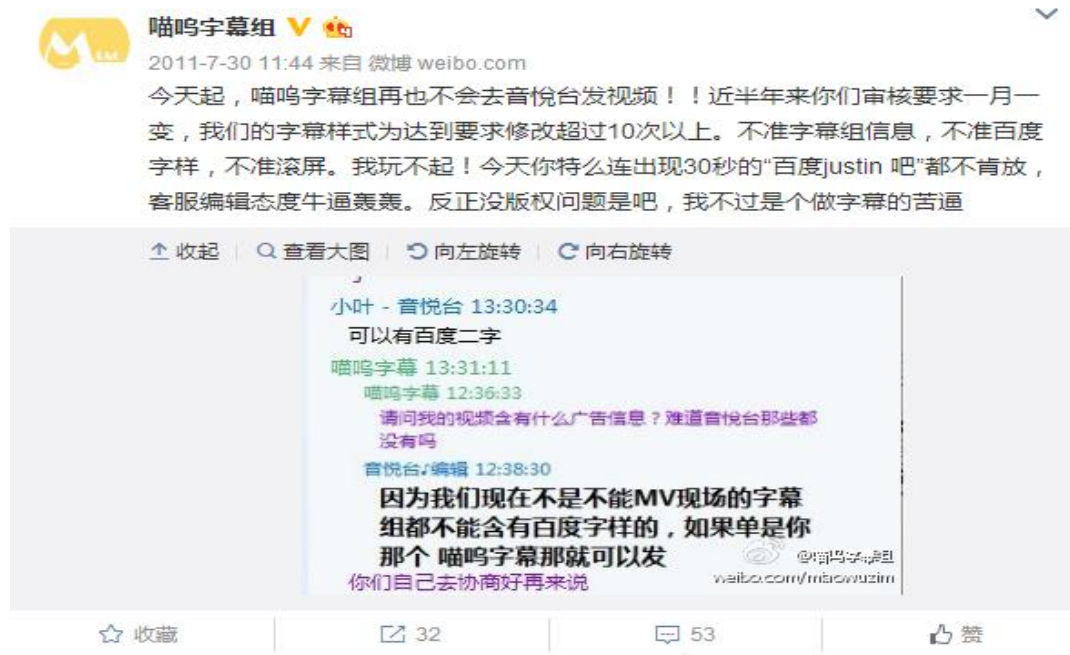 喵呜字幕组
2011-7-30 11:44 来自 微博 weibo.com
今天起，喵呜字幕组再也不会去音悦台发视频！！近半年来你们审核要求一月一
变，我们的字幕样式为达到要求修改超过10次以上。不准字幕组信息，不准百度
字样，不准滚屏。我玩不起！今天你特么连出现30秒的“百度justin 吧”都不肯放，
客服编辑态度牛逼轰轰。反正没版权问题是吧，我不过是个做字幕的苦逼
收起 查看大图 向左旋转 向右旋转
小叶 - 音悦台 13:30:34
可以有百度二字
喵呜字幕 13:31:11
喵呜字幕 12:36:33
请问我的视频含有什么广告信息？难道音悦台那些都
没有吗
音悦台♪编辑 12:38:30
因为我们现在不是不能MV现场的字幕
组都不能含有百度字样的，如果单是你
那个 喵呜字幕那就可以发
@喵呜字幕组
你们自己去协商好再来说
weibo.com/miaowuzim
收藏 32 53 赞